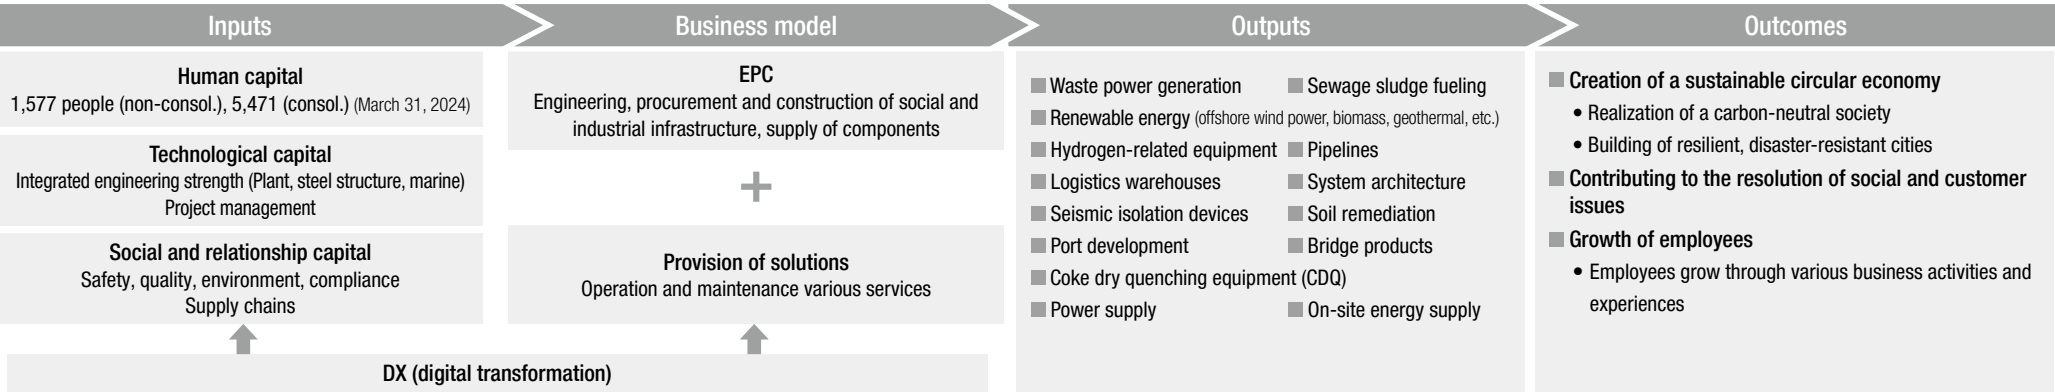 Inputs
Business model
Outputs
Outcomes
Human capital
1,577 people (non-consol.), 5,471 (consol.) (March 31, 2024)
Technological capital
Integrated engineering strength (Plant, steel structure, marine)
Project management
Social and relationship capital
Safety, quality, environment, compliance
Supply chains
EPC
Engineering, procurement and construction of social and
industrial infrastructure, supply of components
+
Provision of solutions
Operation and maintenance various services
DX (digital transformation)
■ Waste power generation ■ Sewage sludge fueling
■ Renewable energy (offshore wind power, biomass, geothermal, etc.)
■ Hydrogen-related equipment ■ Pipelines
■ Logistics warehouses ■ System architecture
■ Seismic isolation devices ■ Soil remediation
■ Port development ■ Bridge products
■ Coke dry quenching equipment (CDQ)
■ Power supply ■ On-site energy supply
■ Creation of a sustainable circular economy
• Realization of a carbon-neutral society
• Building of resilient, disaster-resistant cities
■ Contributing to the resolution of social and customer
issues
■ Growth of employees
• Employees grow through various business activities and
experiences